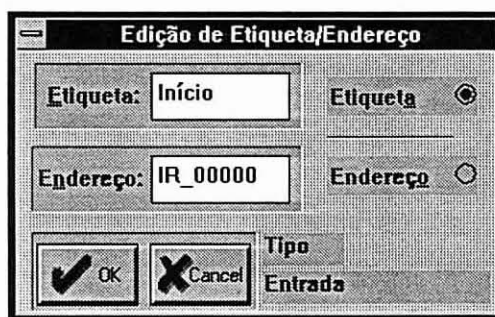 Edição de Etiqueta/Endereço
Etiqueta: Início Etiqueta
Endereço: IR_00000 Endereço
OK Cancel Tipo
Entrada